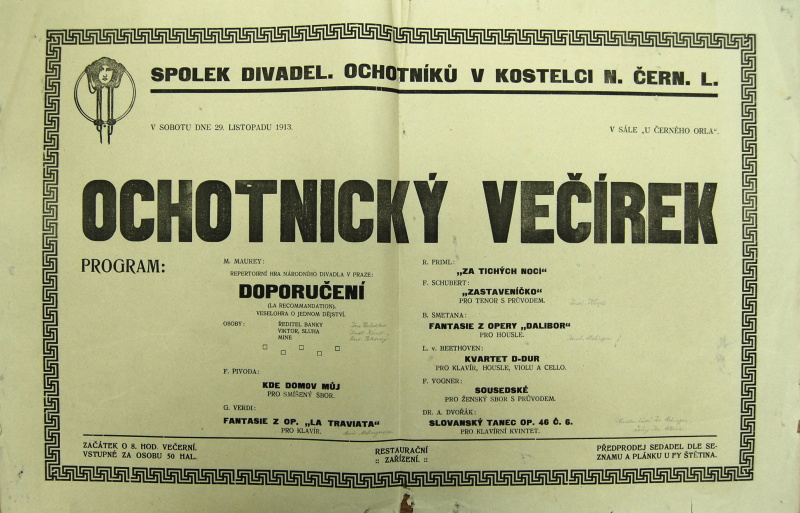 SPOLEK DIVADEL. OCHOTNÍKŮ V KOSTELCI N. ČERN. L.
V SOBOTU DNE 29. LISTOPADU 1913.
V SÁLE „U ČERNÉHO ORLA“.
OCHOTNICKÝ VEČÍREK
PROGRAM:
M. MAUREY:
REPERTOIRNÍ HRA NÁRODNÍHO DIVADLA V PRAZE:
DOPORUČENÍ
(LA RECOMMANDATION).
VESELOHRA O JEDNOM DĚJSTVÍ.
OSOBY:
ŘEDITEL BANKY
VIKTOR, SLUHA
MINE
F. PIVODA:
KDE DOMOV MŮJ
PRO SMÍŠENÝ SBOR.
G. VERDI:
FANTASIE Z OP. „LA TRAVIATA“
PRO KLAVÍR.
R. FRIML:
„ZA TICHÝCH NOCÍ“
F. SCHUBERT:
„ZASTAVENÍČKO“
PRO TENOR S PRŮVODEM.
B. SMETANA:
FANTASIE Z OPERY „DALIBOR“
PRO HOUSLE.
L. v. BEETHOVEN:
KVARTET D-DUR
PRO KLAVÍR, HOUSLE, VIOLU A CELLO.
F. VOGNER:
SOUSEDSKÉ
PRO ŽENSKÝ SBOR S PRŮVODEM.
DR. A. DVOŘÁK:
SLOVANSKÝ TANEC OP. 46 Č. 6.
PRO KLAVÍRNÍ KVINTET.
ZAČÁTEK O 8. HOD. VEČERNÍ.
VSTUPNÉ ZA OSOBU 50 HAL.
RESTAURAČNÍ
:: ZAŘÍZENÍ. ::
PŘEDPRODEJ SEDADEL DLE SE-
ZNAMU A PLÁNKU U Fy ŠTĚTINA.